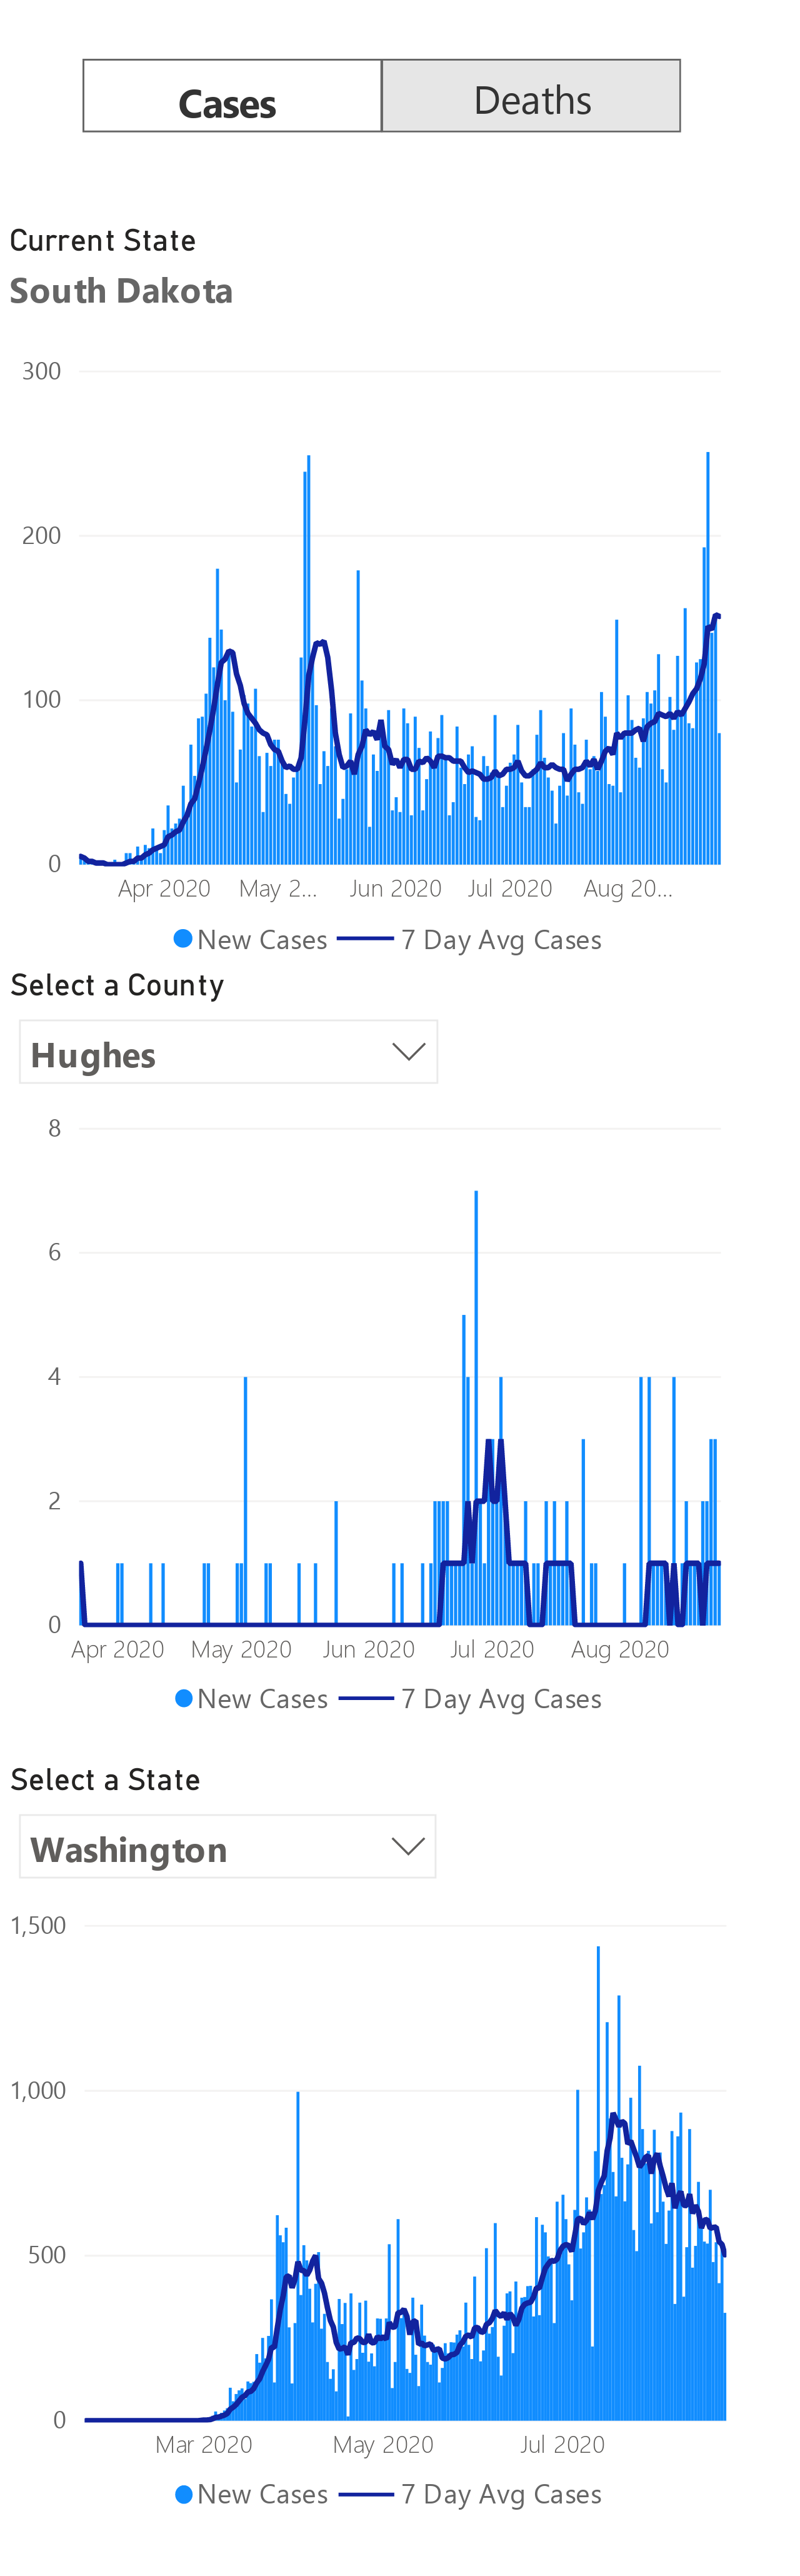 Cases Deaths
Current State
South Dakota
300
200
100
0
Apr 2020 May 2... Jun 2020 Jul 2020 Aug 20...
New Cases 7 Day Avg Cases
Select a County
Hughes
8
6
4
2
0
Apr 2020 May 2020 Jun 2020 Jul 2020 Aug 2020
New Cases 7 Day Avg Cases
Select a State
Washington
1,500
1,000
500
0
Mar 2020 May 2020 Jul 2020
New Cases 7 Day Avg Cases